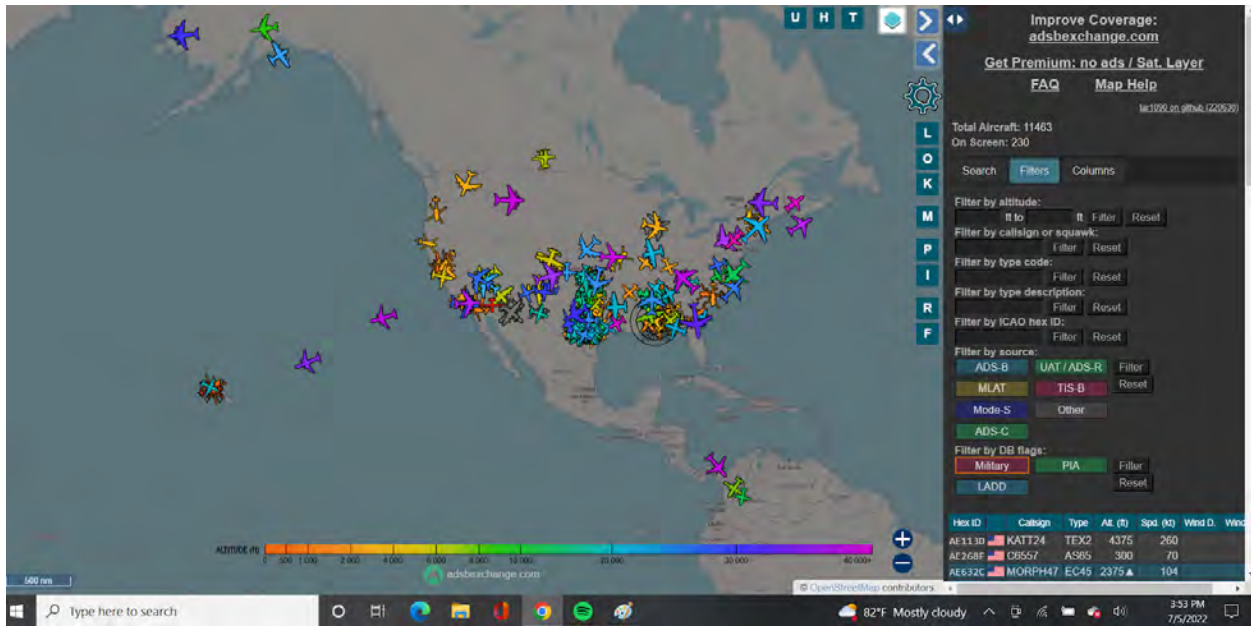 U H T
L
O
K
M
P
I
R
F
Improve Coverage:
adsbexchange.com
Get Premium: no ads / Sat. Layer
FAQ Map Help
tar1090 on github (220630)
Total Aircraft: 11463
On Screen: 230
Search Filters Columns
Filter by altitude:
ft to ft Filter Reset
Filter by callsign or squawk:
Filter Reset
Filter by type code:
Filter Reset
Filter by type description:
Filter Reset
Filter by ICAO hex ID:
Filter Reset
Filter by source:
ADS-B UAT / ADS-R Filter
MLAT TIS-B Reset
Mode-S Other
ADS-C
Filter by DB flags:
Military PIA Filter
LADD Reset
Hex ID Callsign Type Alt. (ft) Spd. (kt) Wind D. Wind
AE113D KATT24 TEX2 4375 260
AE268F C6557 AS65 300 70
AE632C MORPH47 EC45 2375▲ 104
ALTITUDE (ft) 0 500 1 000 2 000 4 000 6 000 8 000 10 000 20 000 30 000 40 000+
adsbexchange.com
500 nm
© OpenStreetMap contributors.
Type here to search
82°F Mostly cloudy
3:53 PM
7/5/2022